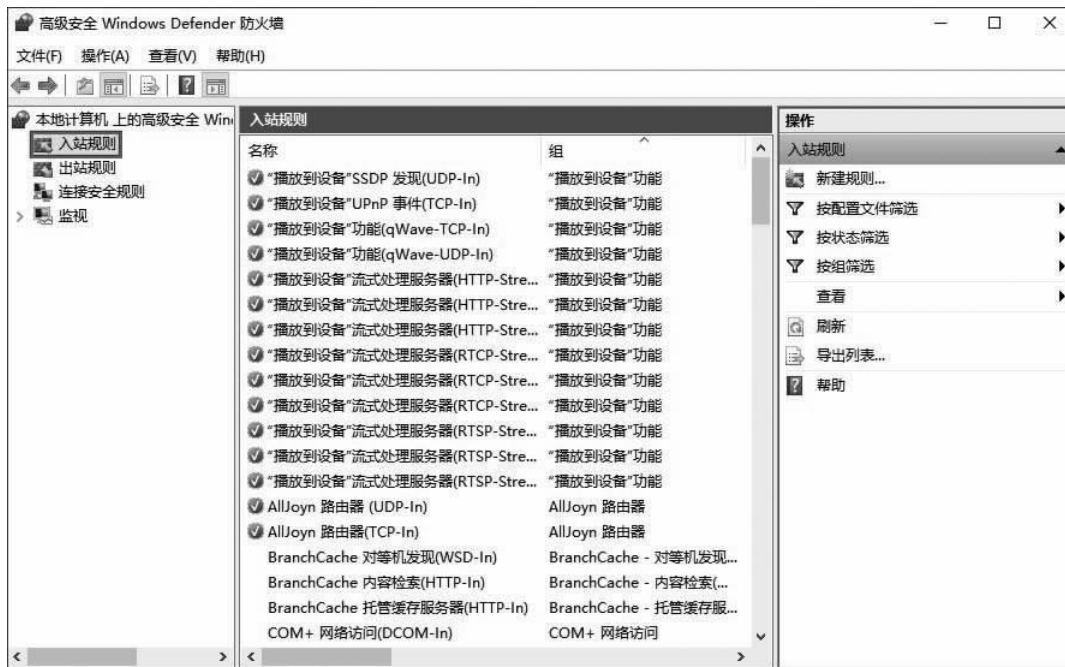 高级安全 Windows Defender 防火墙
文件(F) 操作(A) 查看(V) 帮助(H)
本地计算机 上的高级安全 Win
入站规则
出站规则
连接安全规则
监视
入站规则
名称 组
“播放到设备”SSDP 发现(UDP-In) “播放到设备”功能
“播放到设备”UPnP 事件(TCP-In) “播放到设备”功能
“播放到设备”功能(qWave-TCP-In) “播放到设备”功能
“播放到设备”功能(qWave-UDP-In) “播放到设备”功能
“播放到设备”流式处理服务器(HTTP-Stre... “播放到设备”功能
“播放到设备”流式处理服务器(HTTP-Stre... “播放到设备”功能
“播放到设备”流式处理服务器(HTTP-Stre... “播放到设备”功能
“播放到设备”流式处理服务器(RTCP-Stre... “播放到设备”功能
“播放到设备”流式处理服务器(RTCP-Stre... “播放到设备”功能
“播放到设备”流式处理服务器(RTCP-Stre... “播放到设备”功能
“播放到设备”流式处理服务器(RTSP-Stre... “播放到设备”功能
“播放到设备”流式处理服务器(RTSP-Stre... “播放到设备”功能
“播放到设备”流式处理服务器(RTSP-Stre... “播放到设备”功能
AllJoyn 路由器 (UDP-In) AllJoyn 路由器
AllJoyn 路由器(TCP-In) AllJoyn 路由器
BranchCache 对等机发现(WSD-In) BranchCache - 对等机发现...
BranchCache 内容检索(HTTP-In) BranchCache - 内容检索(...
BranchCache 托管缓存服务器(HTTP-In) BranchCache - 托管缓存服...
COM+ 网络访问(DCOM-In) COM+ 网络访问
操作
入站规则
新建规则...
按配置文件筛选
按状态筛选
按组筛选
查看
刷新
导出列表...
帮助